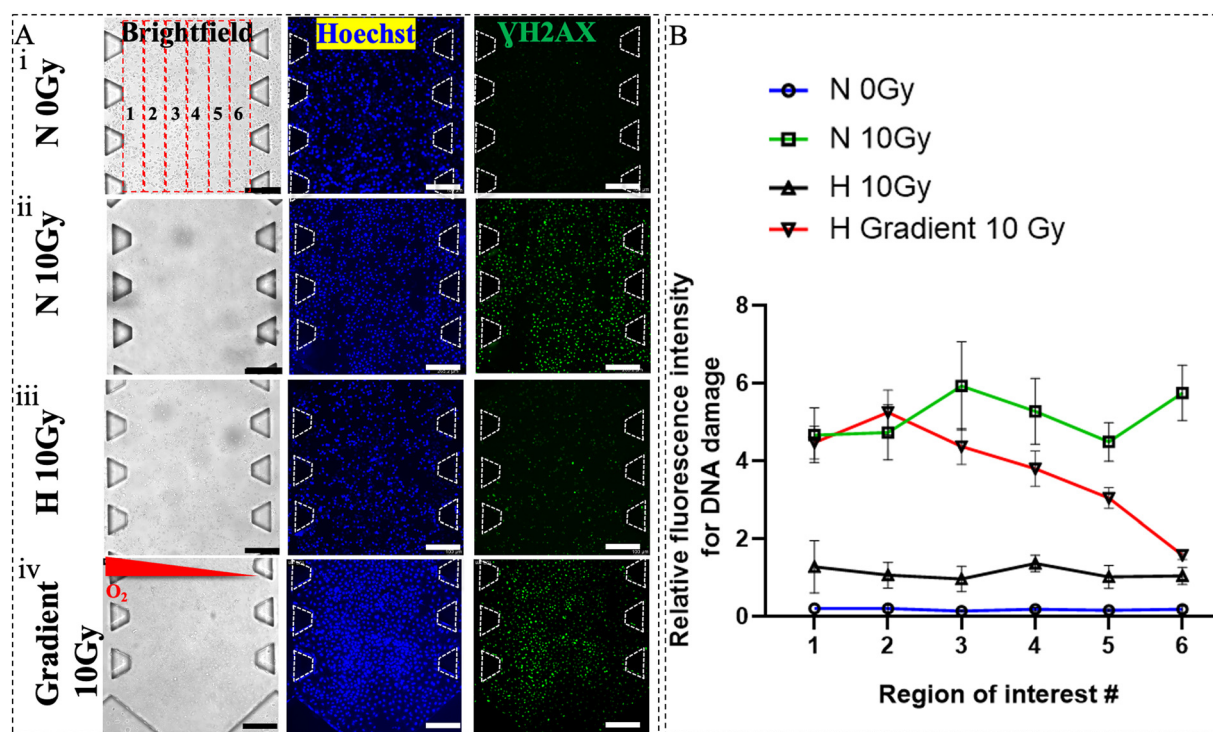 A
Brightfield
Hoechst
ƔH2AX
i
N 0Gy
1 2 3 4 5 6
ii
N 10Gy
iii
H 10Gy
iv
Gradient
10Gy
O₂
B
N 0Gy
N 10Gy
H 10Gy
H Gradient 10 Gy
Relative fluorescence intensity
for DNA damage
8
6
4
2
0
1 2 3 4 5 6
Region of interest #